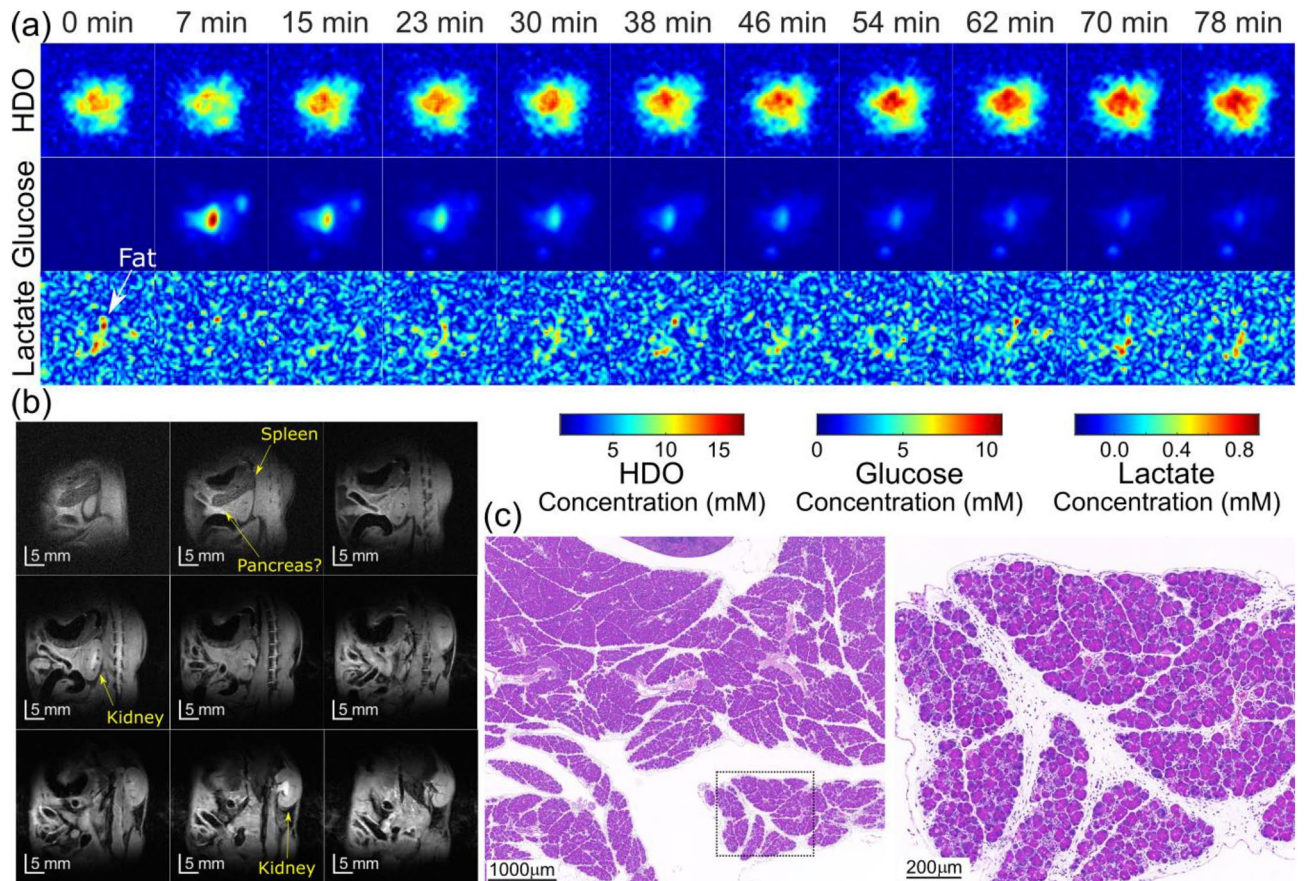 (a)
0 min 7 min 15 min 23 min 30 min 38 min 46 min 54 min 62 min 70 min 78 min
HDO
Glucose
Lactate
Fat
(b)
Spleen
Pancreas?
5 mm 5 mm 5 mm
Kidney
5 mm 5 mm 5 mm
Kidney
5 mm 5 mm 5 mm
5 10 15
HDO
Concentration (mM)
0 5 10
Glucose
Concentration (mM)
0.0 0.4 0.8
Lactate
Concentration (mM)
(c)
1000μm
200μm